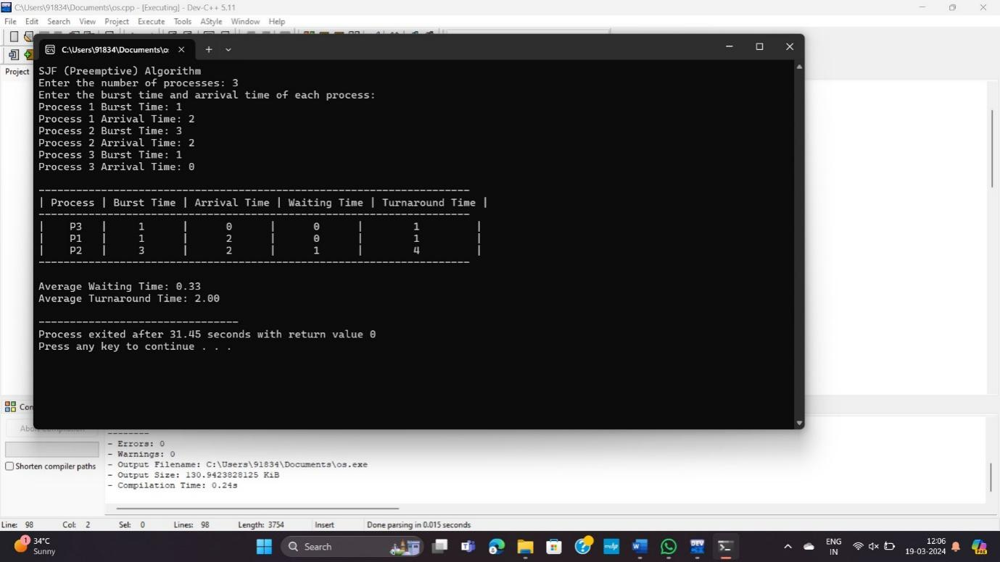 C:\Users\91834\Documents\os.cpp - [Executing] - Dev-C++ 5.11
File Edit Search View Project Execute Tools AStyle Window Help
C:\Users\91834\Documents\o:
Project
SJF (Preemptive) Algorithm
Enter the number of processes: 3
Enter the burst time and arrival time of each process:
Process 1 Burst Time: 1
Process 1 Arrival Time: 2
Process 2 Burst Time: 3
Process 2 Arrival Time: 2
Process 3 Burst Time: 1
Process 3 Arrival Time: 0
---------------------------------------------------------------------
| Process | Burst Time | Arrival Time | Waiting Time | Turnaround Time |
---------------------------------------------------------------------
| P3 | 1 | 0 | 0 | 1 |
| P1 | 1 | 2 | 0 | 1 |
| P2 | 3 | 2 | 1 | 4 |
---------------------------------------------------------------------
Average Waiting Time: 0.33
Average Turnaround Time: 2.00
--------------------------------
Process exited after 31.45 seconds with return value 0
Press any key to continue . . .
Com
--------
- Errors: 0
- Warnings: 0
Shorten compiler paths
- Output Filename: C:\Users\91834\Documents\os.exe
- Output Size: 130.9423828125 KiB
- Compilation Time: 0.24s
Line: 98 Col: 2 Sel: 0 Lines: 98 Length: 3754 Insert Done parsing in 0.015 seconds
1
34°C
Sunny
Search
DEV
ENG
IN
12:06
19-03-2024
PRE